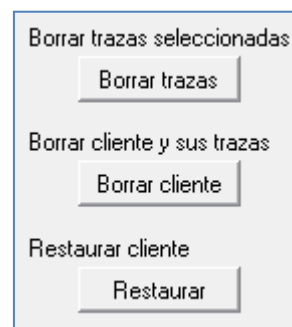 Borrar trazas seleccionadas
Borrar trazas
Borrar cliente y sus trazas
Borrar cliente
Restaurar cliente
Restaurar